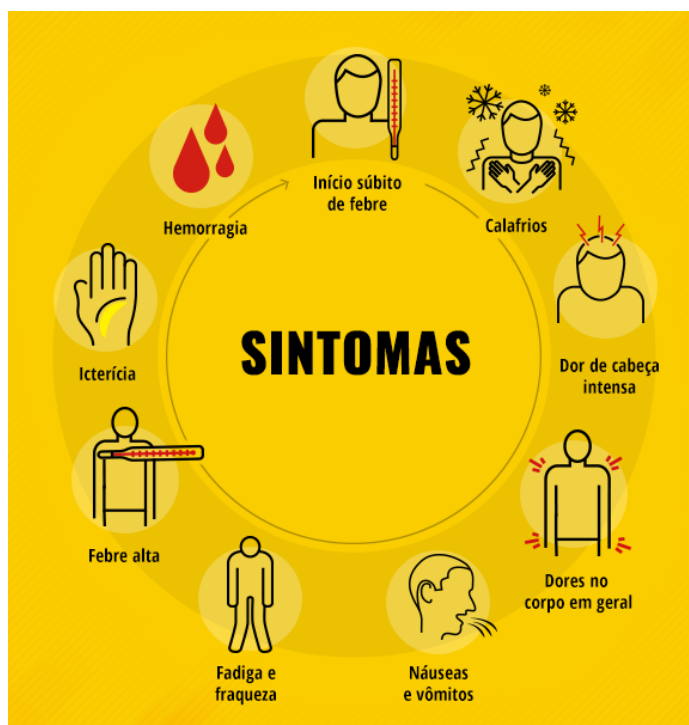 SINTOMAS
Início súbito
de febre
Calafrios
Dor de cabeça
intensa
Dores no
corpo em geral
Náuseas
e vômitos
Fadiga e
fraqueza
Febre alta
Icterícia
Hemorragia